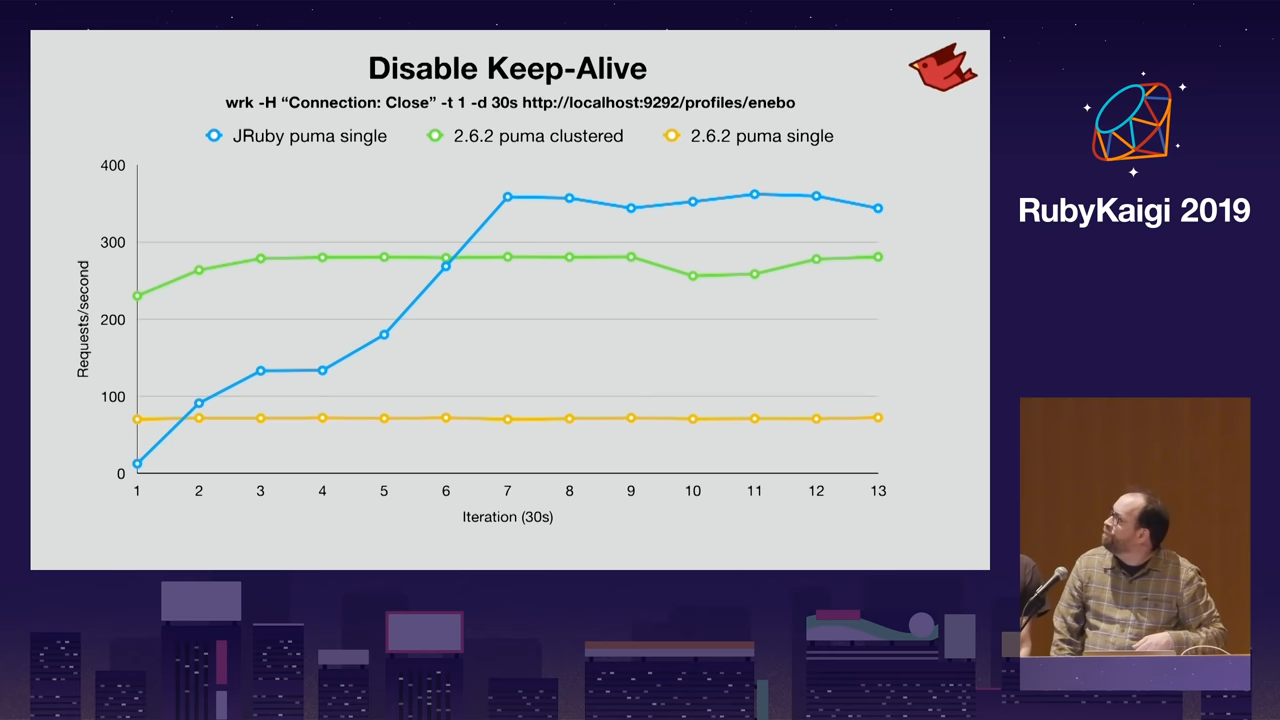 Disable Keep-Alive
wrk -H “Connection: Close” -t 1 -d 30s http://localhost:9292/profiles/enebo
JRuby puma single
2.6.2 puma clustered
2.6.2 puma single
Requests/second
400
300
200
100
0
1 2 3 4 5 6 7 8 9 10 11 12 13
Iteration (30s)
RubyKaigi 2019